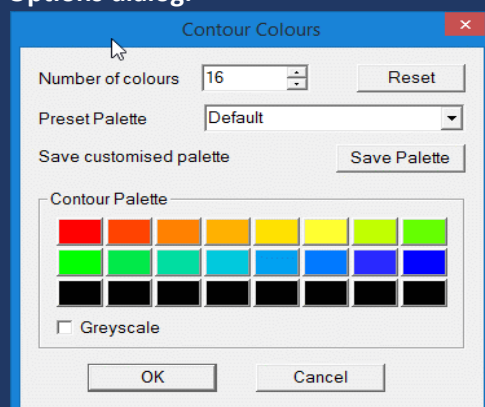 Options dialog.
Contour Colours
Number of colours 16 Reset
Preset Palette Default
Save customised palette Save Palette
Contour Palette
Greyscale
OK Cancel